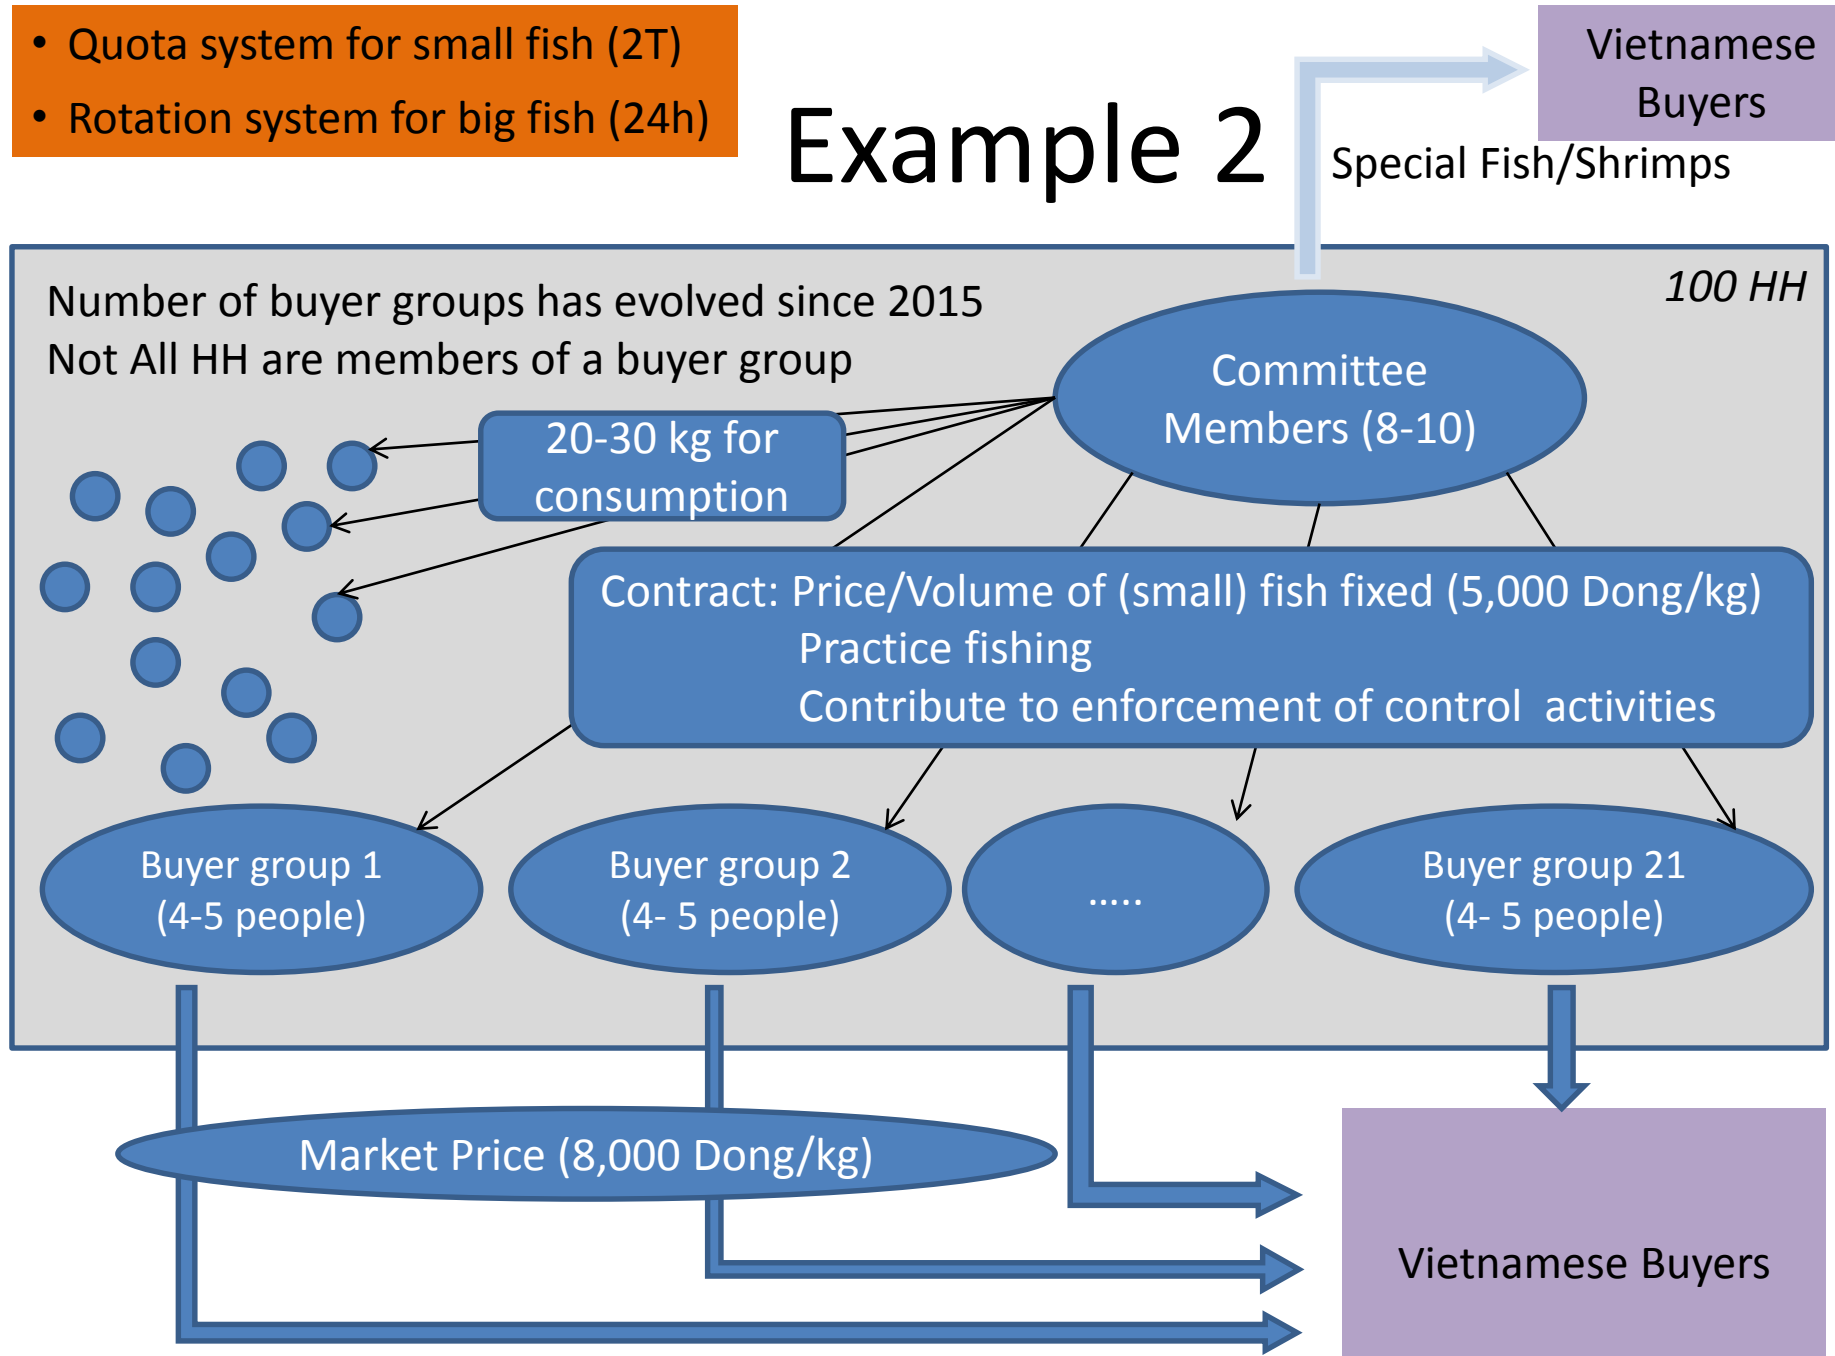 • Quota system for small fish (2T)
• Rotation system for big fish (24h)
Example 2
Vietnamese
Buyers
Special Fish/Shrimps
Number of buyer groups has evolved since 2015
Not All HH are members of a buyer group
100 HH
Committee
Members (8-10)
20-30 kg for
consumption
Contract: Price/Volume of (small) fish fixed (5,000 Dong/kg)
Practice fishing
Contribute to enforcement of control activities
Buyer group 1
(4-5 people)
Buyer group 2
(4- 5 people)
.....
Buyer group 21
(4- 5 people)
Market Price (8,000 Dong/kg)
Vietnamese Buyers